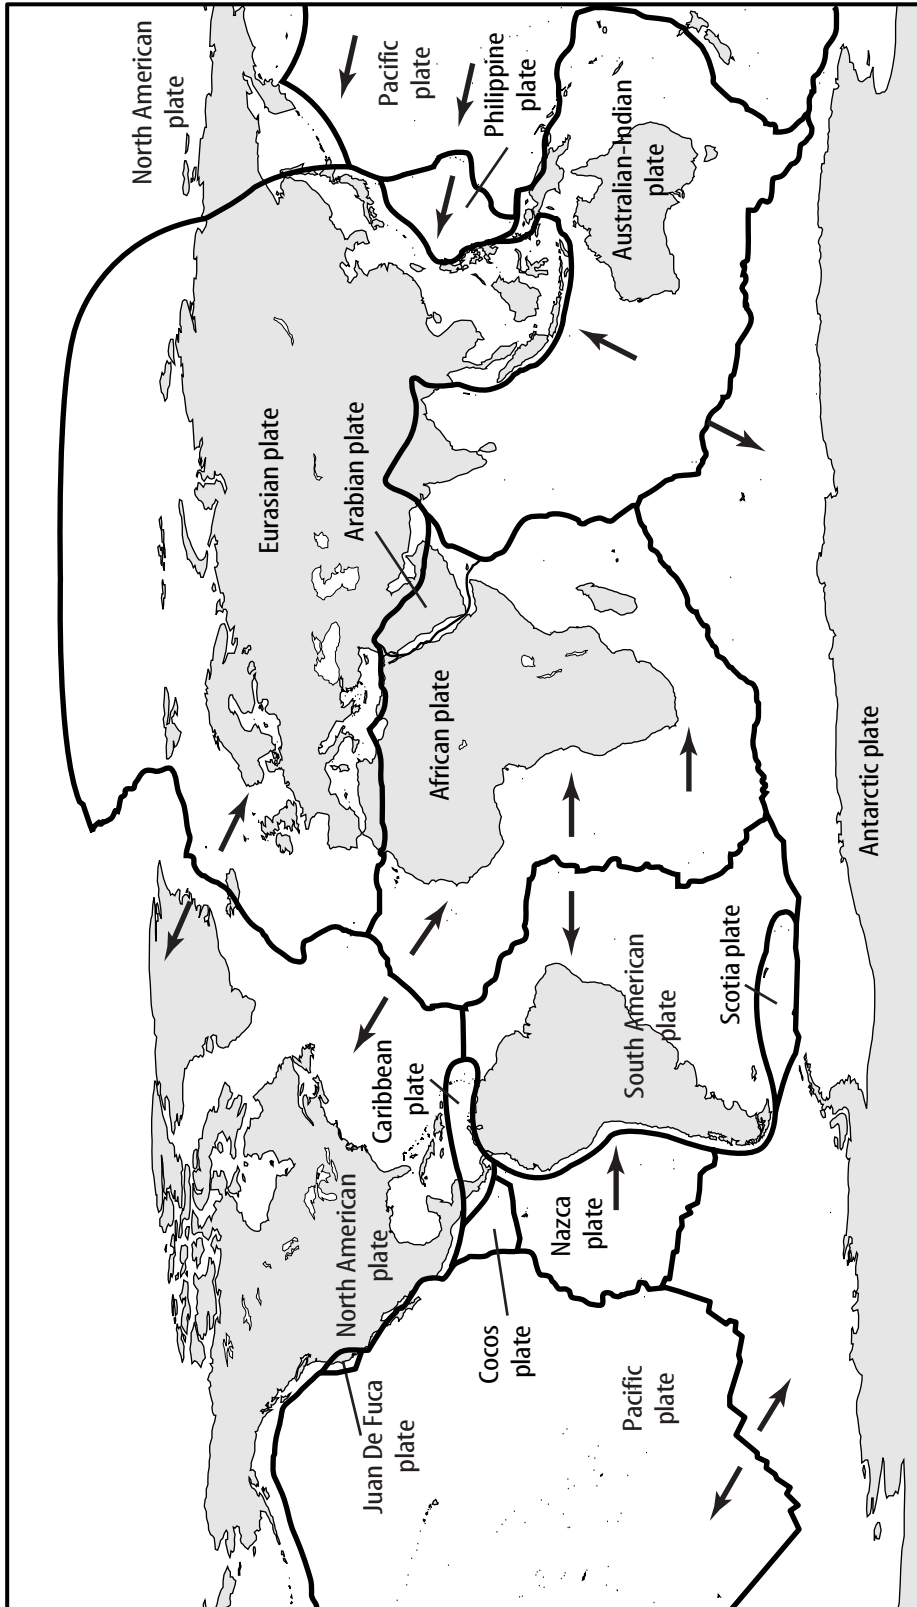 North American
plate
Pacific
plate
Philippine
plate
Australian-Indian
plate
Eurasian plate
Arabian plate
African plate
Antarctic plate
Caribbean
plate
South American
plate
Scotia plate
North American
plate
Nazca
plate
Cocos
plate
Juan De Fuca
plate
Pacific
plate